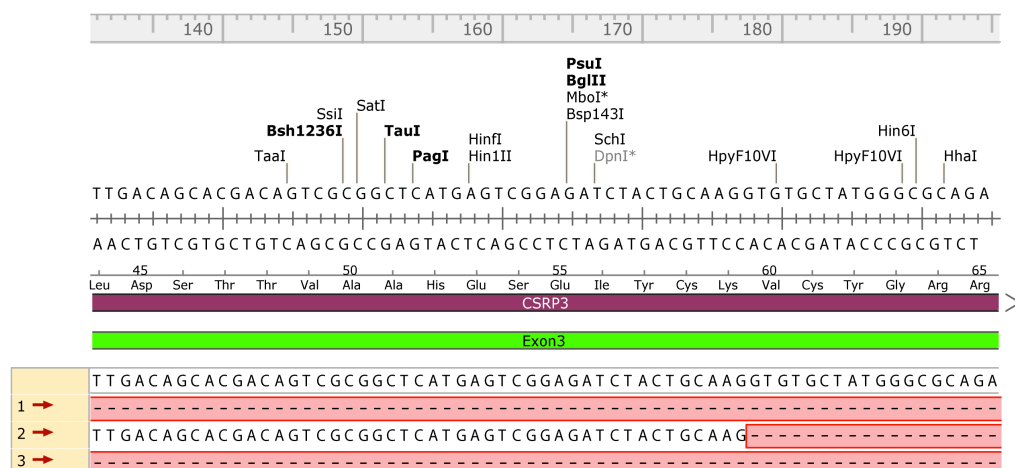 140 150 160 170 180 190
PsuI
BglII
MboI*
SsiI SatI Bsp143I
Bsh1236I TauI HinfI SchI Hin6I
TaaI PagI Hin1II DpnI* HpyF10VI HpyF10VI HhaI
TTGACAGCACGACAGTCGCGGCTCATGAGTCGGAGATCTACTGCAAGGTGTGCTATGGGCGCAGA
AACTGTCGTGCTGTCAGCGCCGAGTACTCAGCCTCTAGATGACGTTCCACACGATACCCGCGTCT
45 50 55 60 65
Leu Asp Ser Thr Thr Val Ala Ala His Glu Ser Glu Ile Tyr Cys Lys Val Cys Tyr Gly Arg Arg
CSRP3
Exon3
TTGACAGCACGACAGTCGCGGCTCATGAGTCGGAGATCTACTGCAAGGTGTGCTATGGGCGCAGA
1 -----------------------------------------------------------------
2 TTGACAGCACGACAGTCGCGGCTCATGAGTCGGAGATCTACTGCAAG------------------
3 -----------------------------------------------------------------